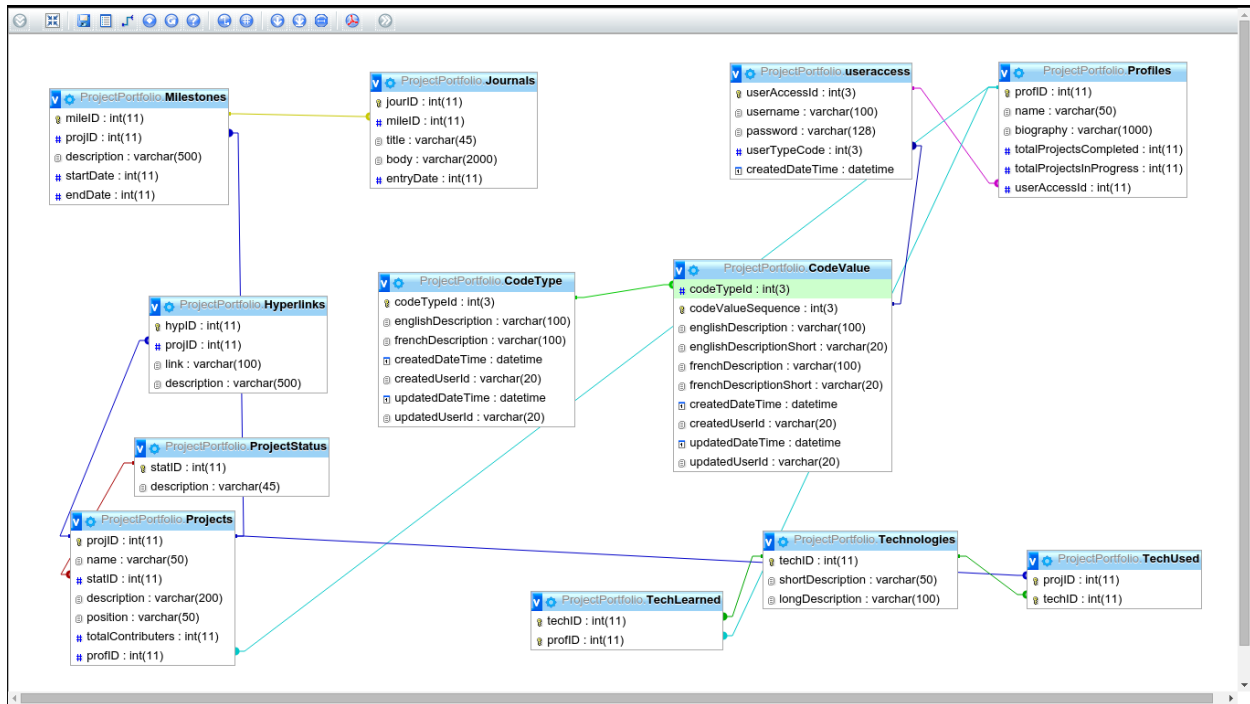 ProjectPortfolio.Milestones
mileID : int(11)
projID : int(11)
description : varchar(500)
startDate : int(11)
endDate : int(11)
ProjectPortfolio.Journals
jourID : int(11)
mileID : int(11)
title : varchar(45)
body : varchar(2000)
entryDate : int(11)
ProjectPortfolio.useraccess
userAccessId : int(3)
username : varchar(100)
password : varchar(128)
userTypeCode : int(3)
createdDateTime : datetime
ProjectPortfolio.Profiles
profID : int(11)
name : varchar(50)
biography : varchar(1000)
totalProjectsCompleted : int(11)
totalProjectsInProgress : int(11)
userAccessId : int(11)
ProjectPortfolio.Hyperlinks
hypID : int(11)
projID : int(11)
link : varchar(100)
description : varchar(500)
ProjectPortfolio.CodeType
codeTypeId : int(3)
englishDescription : varchar(100)
frenchDescription : varchar(100)
createdDateTime : datetime
createdUserId : varchar(20)
updatedDateTime : datetime
updatedUserId : varchar(20)
ProjectPortfolio.CodeValue
codeTypeId : int(3)
codeValueSequence : int(3)
englishDescription : varchar(100)
englishDescriptionShort : varchar(20)
frenchDescription : varchar(100)
frenchDescriptionShort : varchar(20)
createdDateTime : datetime
createdUserId : varchar(20)
updatedDateTime : datetime
updatedUserId : varchar(20)
ProjectPortfolio.ProjectStatus
statID : int(11)
description : varchar(45)
ProjectPortfolio.Projects
projID : int(11)
name : varchar(50)
statID : int(11)
description : varchar(200)
position : varchar(50)
totalContributers : int(11)
profID : int(11)
ProjectPortfolio.TechLearned
techID : int(11)
profID : int(11)
ProjectPortfolio.Technologies
techID : int(11)
shortDescription : varchar(50)
longDescription : varchar(100)
ProjectPortfolio.TechUsed
projID : int(11)
techID : int(11)